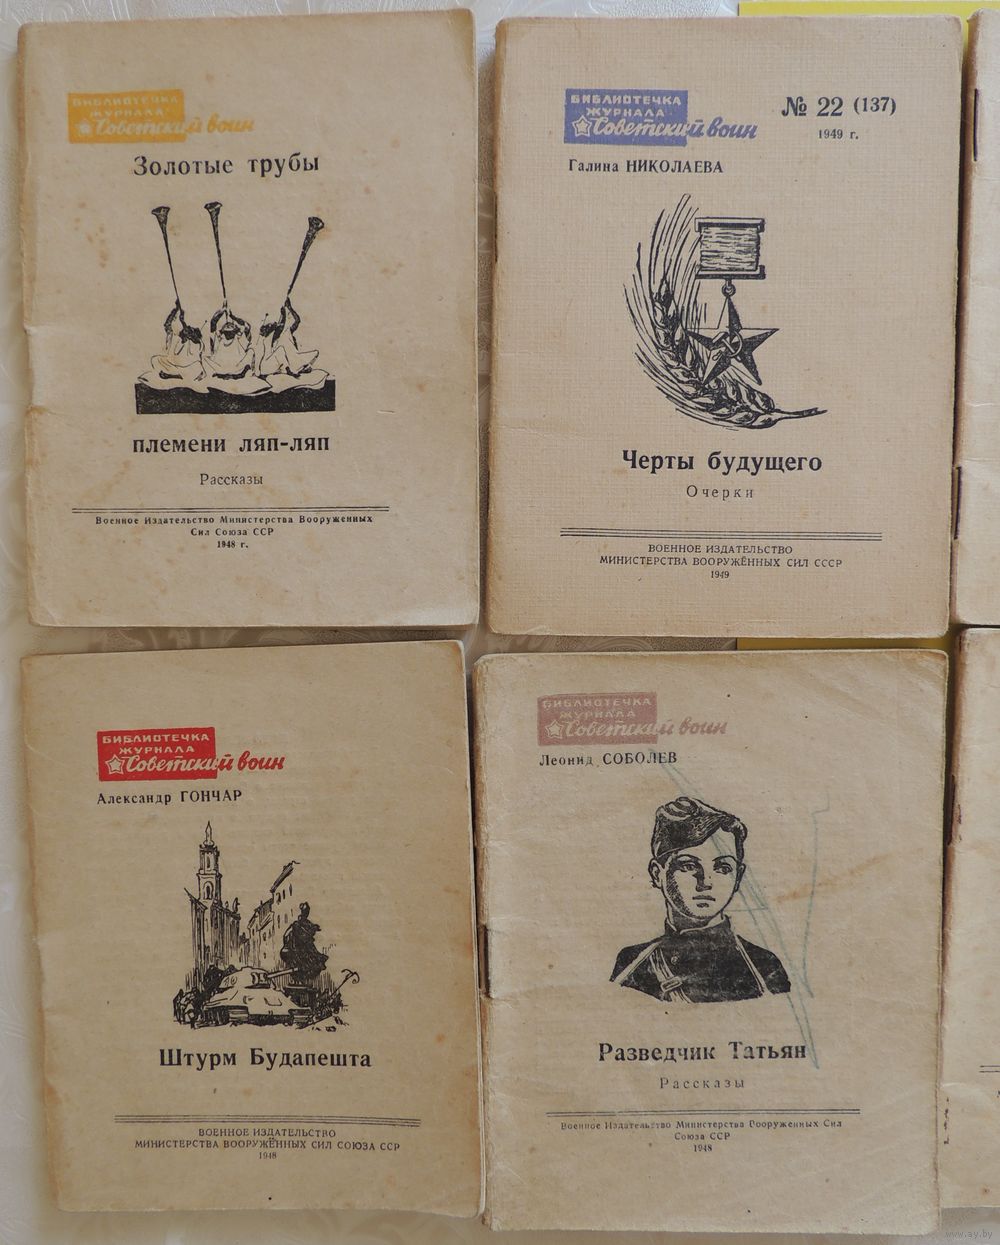 БИБЛИОТЕЧКА
ЖУРНАЛА
Советский воин
Золотые трубы
племени ляп-ляп
Рассказы
Военное Издательство Министерства Вооруженных
Сил Союза ССР
1948 г.
БИБЛИОТЕЧКА
ЖУРНАЛА
Советский воин
№ 22 (137)
1949 г.
Галина НИКОЛАЕВА
Черты будущего
Очерки
ВОЕННОЕ ИЗДАТЕЛЬСТВО
МИНИСТЕРСТВА ВООРУЖЁННЫХ СИЛ СССР
1949
БИБЛИОТЕЧКА
ЖУРНАЛА
Советский воин
Александр ГОНЧАР
Штурм Будапешта
ВОЕННОЕ ИЗДАТЕЛЬСТВО
МИНИСТЕРСТВА ВООРУЖЁННЫХ СИЛ СОЮЗА ССР
1948
БИБЛИОТЕЧКА
ЖУРНАЛА
Советский воин
Леонид СОБОЛЕВ
Разведчик Татьян
Рассказы
Военное Издательство Министерства Вооруженных Сил
Союза ССР
1948
www.ay.by